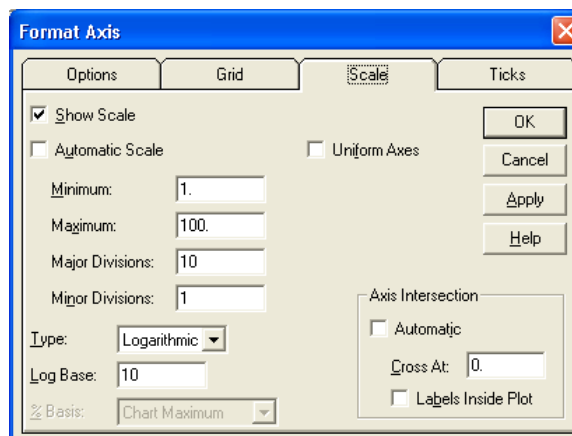 Format Axis
Options Grid Scale Ticks
Show Scale
OK
Automatic Scale
Uniform Axes
Cancel
Minimum: 1.
Apply
Maximum: 100.
Help
Major Divisions: 10
Minor Divisions: 1
Axis Intersection
Automatic
Type: Logarithmic
Cross At: 0.
Log Base: 10
Labels Inside Plot
% Basis: Chart Maximum